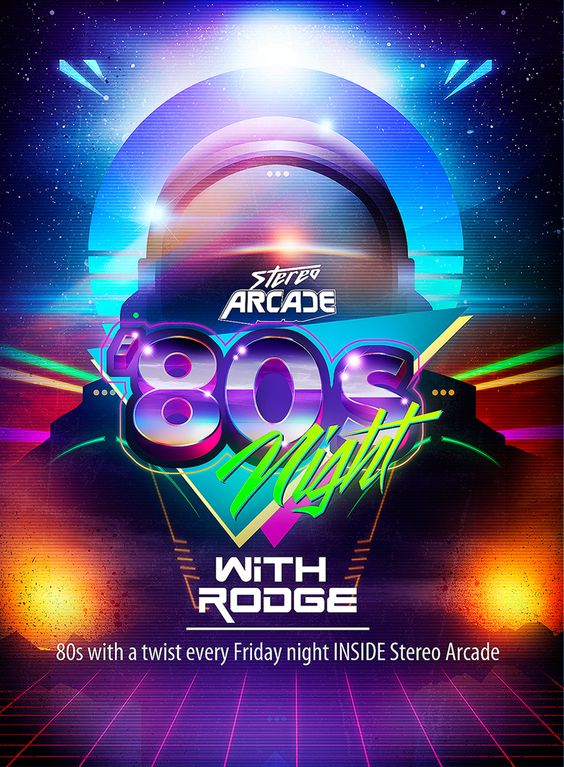 Stereo
ARCADE
'80s
Night
WiTH
RODGE
80s with a twist every Friday night INSIDE Stereo Arcade